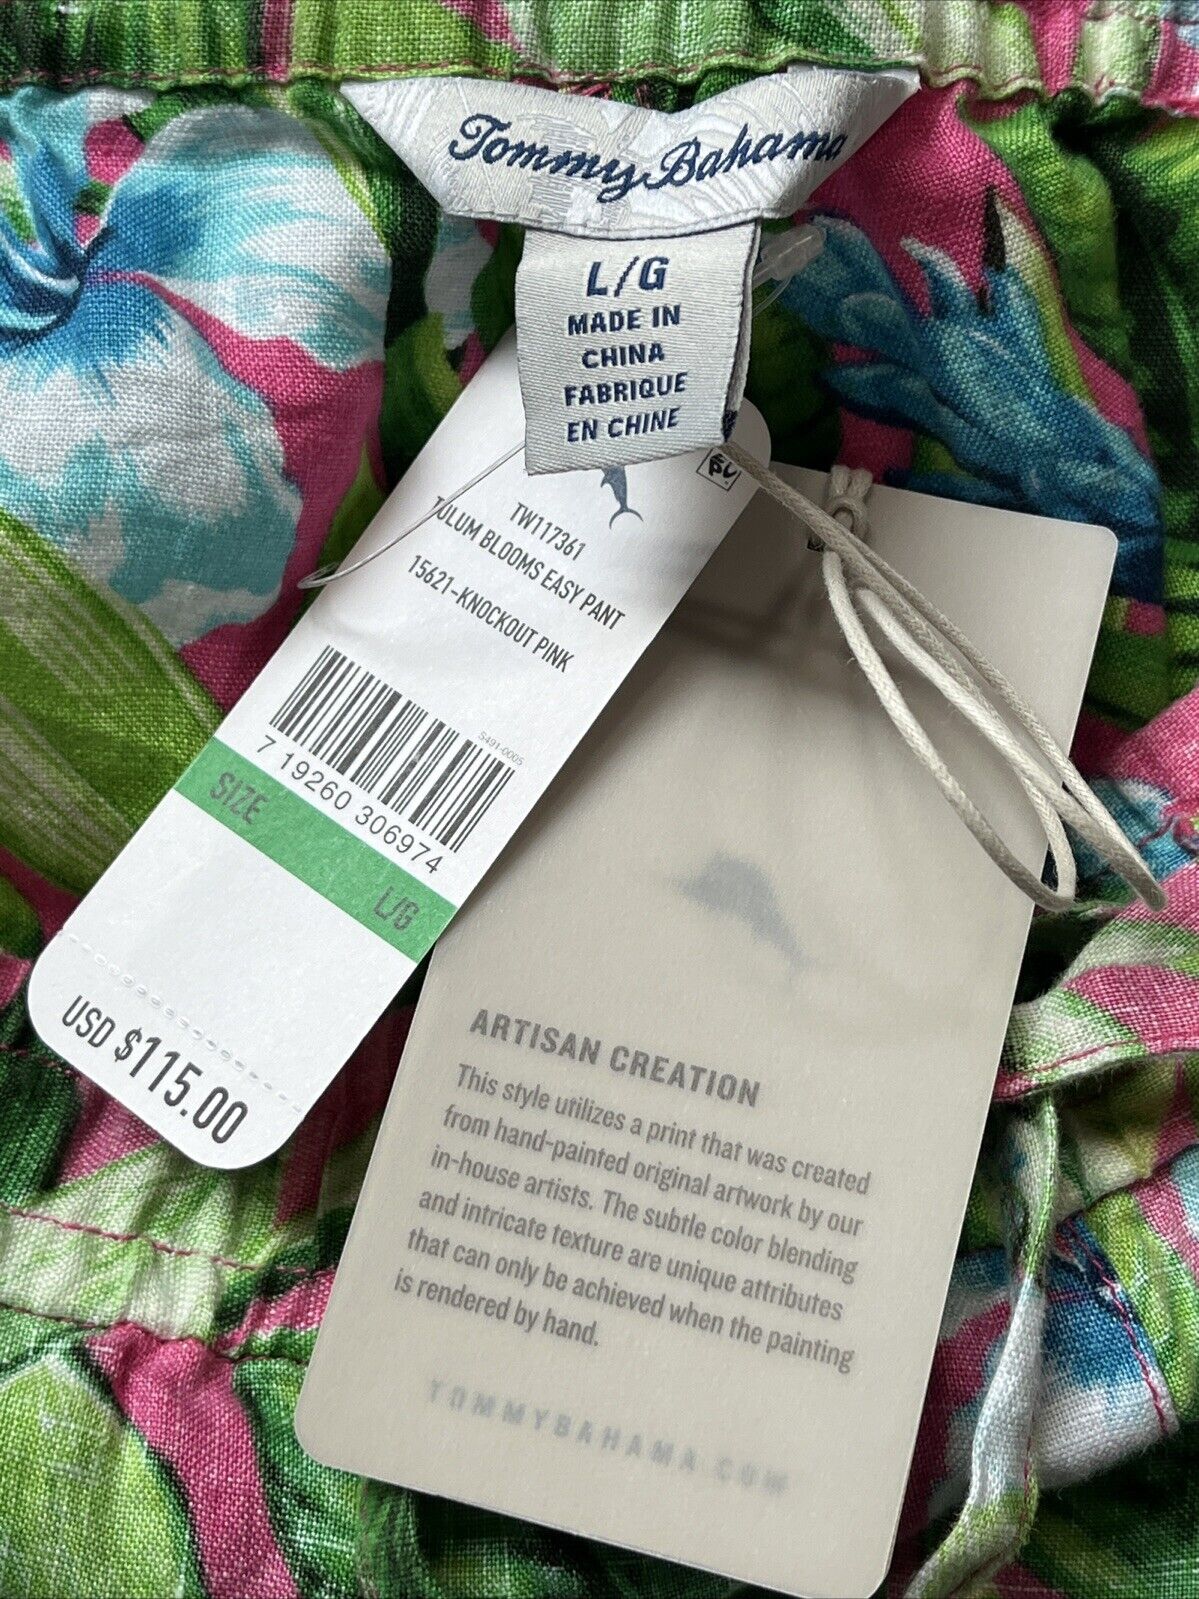 Tommy Bahama
L/G
MADE IN
CHINA
FABRIQUE
EN CHINE
TW117361
TULUM BLOOMS EASY PANT
15621-KNOCKOUT PINK
5491-0005
7 19260 306974
SIZE L/G
USD $115.00
ARTISAN CREATION
This style utilizes a print that was created
from hand-painted original artwork by our
in-house artists. The subtle color blending
and intricate texture are unique attributes
that can only be achieved when the painting
is rendered by hand.
TOMMYBAHAMA.COM